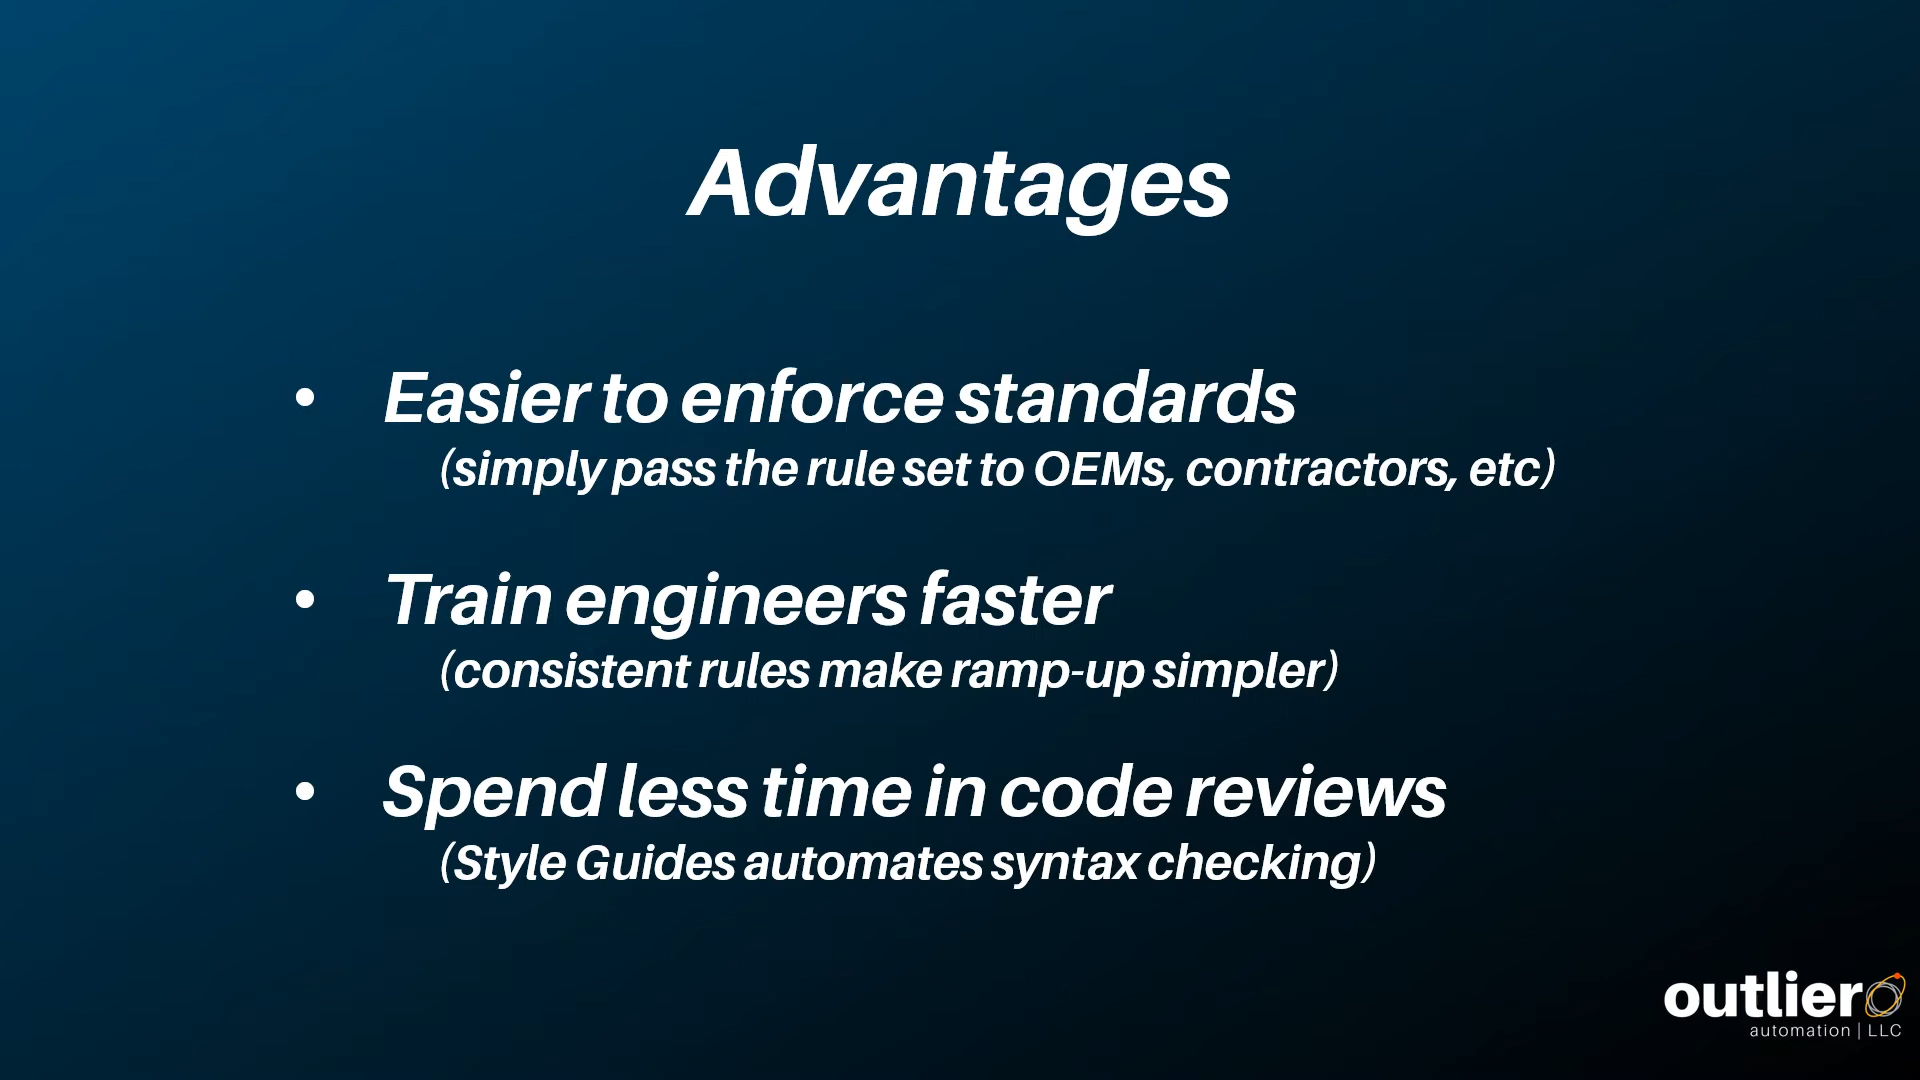 Advantages
• Easier to enforce standards
(simply pass the rule set to OEMs, contractors, etc)
• Train engineers faster
(consistent rules make ramp-up simpler)
• Spend less time in code reviews
(Style Guides automates syntax checking)
outlier
automation | LLC